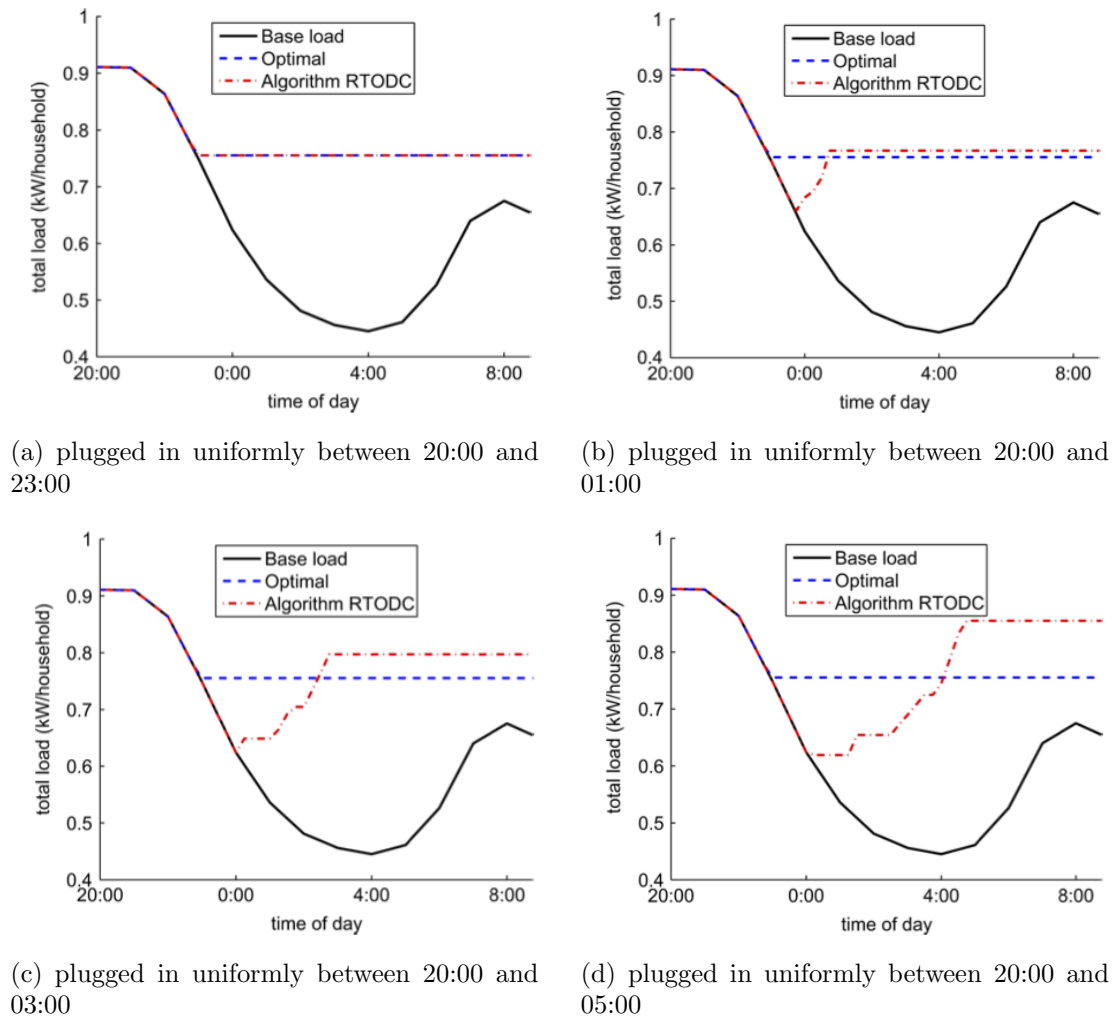 1
0.9
0.8
0.7
0.6
0.5
0.4
total load (kW/household)
Base load
Optimal
Algorithm RTODC
20:00 0:00 4:00 8:00
time of day
(a) plugged in uniformly between 20:00 and
23:00
1
0.9
0.8
0.7
0.6
0.5
0.4
total load (kW/household)
Base load
Optimal
Algorithm RTODC
20:00 0:00 4:00 8:00
time of day
(b) plugged in uniformly between 20:00 and
01:00
1
0.9
0.8
0.7
0.6
0.5
0.4
total load (kW/household)
Base load
Optimal
Algorithm RTODC
20:00 0:00 4:00 8:00
time of day
(c) plugged in uniformly between 20:00 and
03:00
1
0.9
0.8
0.7
0.6
0.5
0.4
total load (kW/household)
Base load
Optimal
Algorithm RTODC
20:00 0:00 4:00 8:00
time of day
(d) plugged in uniformly between 20:00 and
05:00